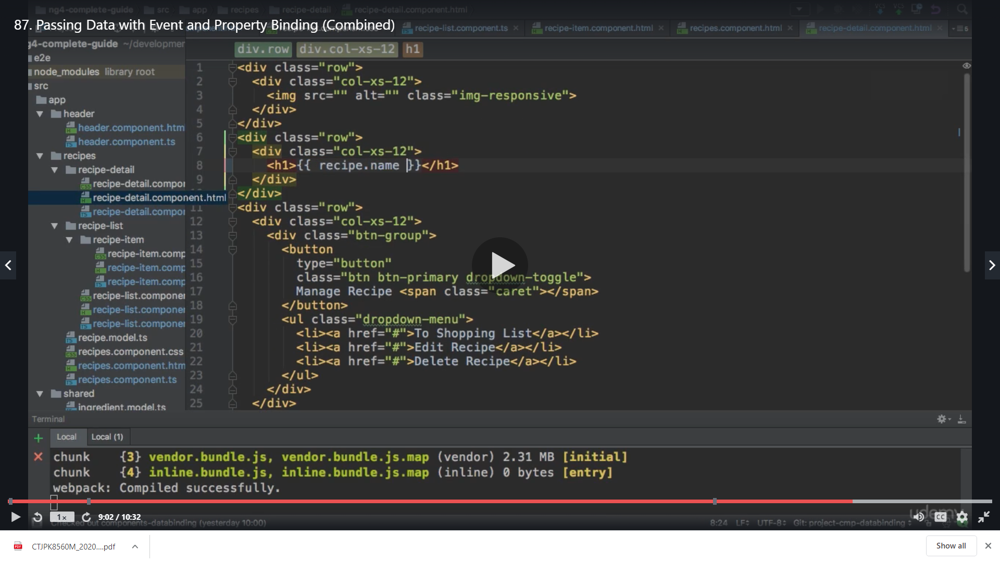 ng4-complete-guide src app recipes recipe-detail recipe-detail.component.html
87. Passing Data with Event and Property Binding (Combined)
recipe-list.component.ts recipe-item.component.html recipes.component.html recipe-detail.component.html
g4-complete-guide ~/developmen
e2e
node_modules library root
src
app
header
header.component.htm
header.component.ts
recipes
recipe-detail
recipe-detail.compor
recipe-detail.component.html
recipe-detail.compor
recipe-list
recipe-item
recipe-item.comp
recipe-item.comp
recipe-item.comp
recipe-list.componer
recipe-list.componer
recipe-list.componer
recipe.model.ts
recipes.component.css
recipes.component.htm
recipes.component.ts
shared
ingredient.model.ts
div.row div.col-xs-12 h1
1 <div class="row">
2 <div class="col-xs-12">
3 <img src="" alt="" class="img-responsive">
4 </div>
5 </div>
6 <div class="row">
7 <div class="col-xs-12">
8 <h1>{{ recipe.name }}</h1>
9 </div>
</div>
11 <div class="row">
12 <div class="col-xs-12">
13 <div class="btn-group">
14 <button
15 type="button"
16 class="btn btn-primary dropdown-toggle">
17 Manage Recipe <span class="caret"></span>
18 </button>
19 <ul class="dropdown-menu">
20 <li><a href="#">To Shopping List</a></li>
21 <li><a href="#">Edit Recipe</a></li>
22 <li><a href="#">Delete Recipe</a></li>
23 </ul>
24 </div>
25 </div>
Terminal
Local Local (1)
chunk {3} vendor.bundle.js, vendor.bundle.js.map (vendor) 2.31 MB [initial]
chunk {4} inline.bundle.js, inline.bundle.js.map (inline) 0 bytes [entry]
webpack: Compiled successfully.
udemy
1x 9:02 / 10:32 CC
Checked out components-databinding (yesterday 10:00) 8:24 LF UTF-8 Git: project-cmp-databinding
CTJPK8560M_2020....pdf Show all